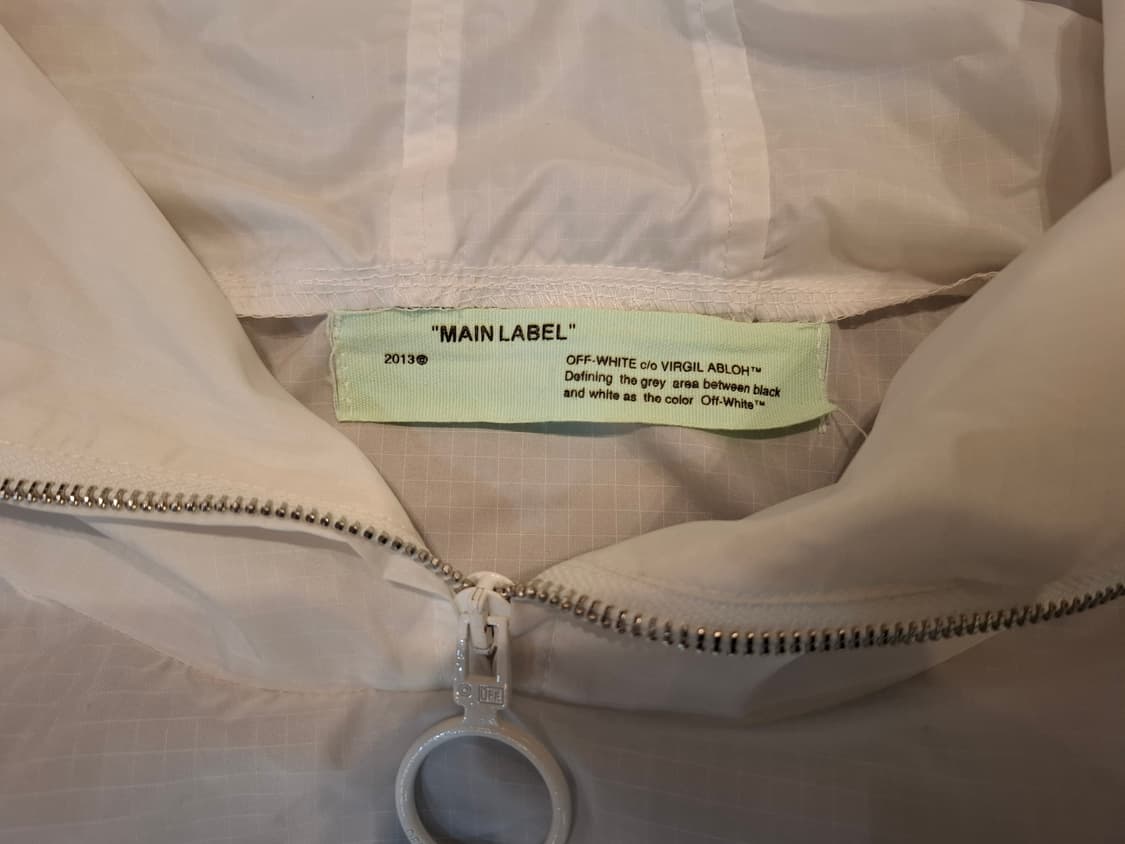 "MAIN LABEL"
2013®
OFF-WHITE c/o VIRGIL ABLOH™
Defining the grey area between black
and white as the color Off-White™
OFF